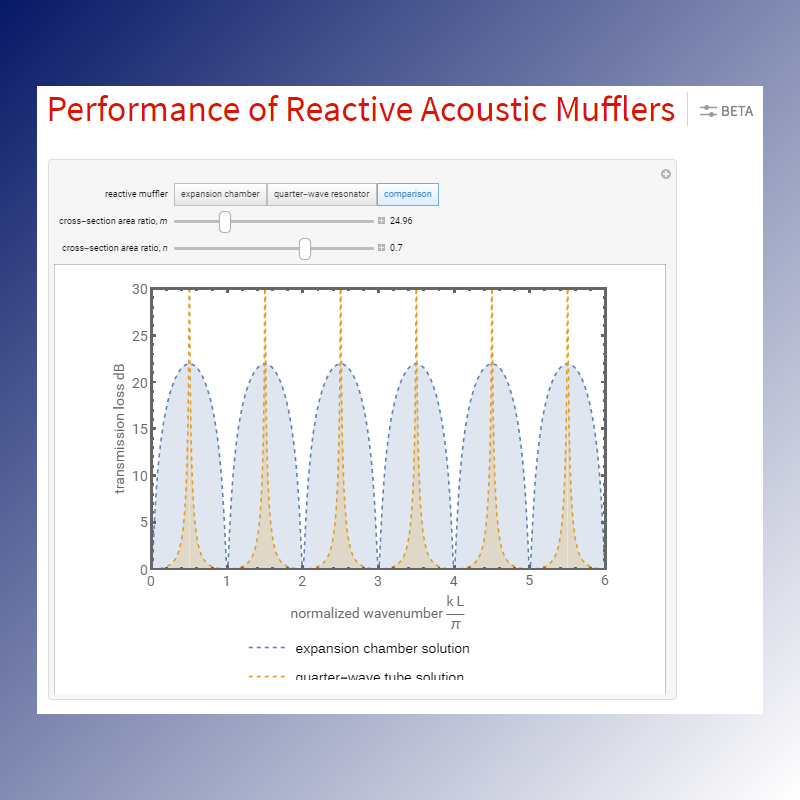 Performance of Reactive Acoustic Mufflers
BETA
reactive muffler expansion chamber quarter–wave resonator comparison
cross–section area ratio, m 24.96
cross–section area ratio, n 0.7
30
25
20
15
10
5
0
transmission loss dB
0 1 2 3 4 5 6
normalized wavenumber k L / π
expansion chamber solution
quarter–wave tube solution